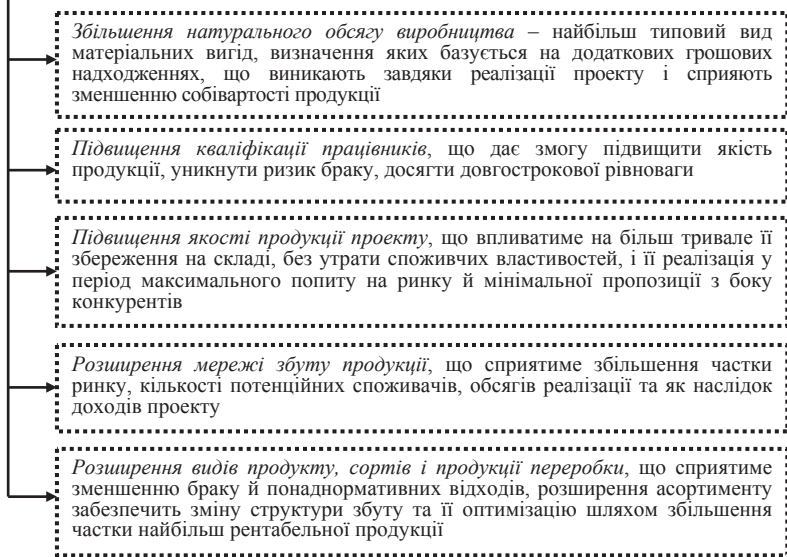 Збільшення натурального обсягу виробництва – найбільш типовий вид
матеріальних вигід, визначення яких базується на додаткових грошових
надходженнях, що виникають завдяки реалізації проекту і сприяють
зменшенню собівартості продукції
Підвищення кваліфікації працівників, що дає змогу підвищити якість
продукції, уникнути ризик браку, досягти довгострокової рівноваги
Підвищення якості продукції проекту, що впливатиме на більш тривале її
збереження на складі, без утрати споживчих властивостей, і її реалізація у
період максимального попиту на ринку й мінімальної пропозиції з боку
конкурентів
Розширення мережі збуту продукції, що сприятиме збільшення частки
ринку, кількості потенційних споживачів, обсягів реалізації та як наслідок
доходів проекту
Розширення видів продукту, сортів і продукції переробки, що сприятиме
зменшенню браку й понаднормативних відходів, розширення асортименту
забезпечить зміну структури збуту та її оптимізацію шляхом збільшення
частки найбільш рентабельної продукції